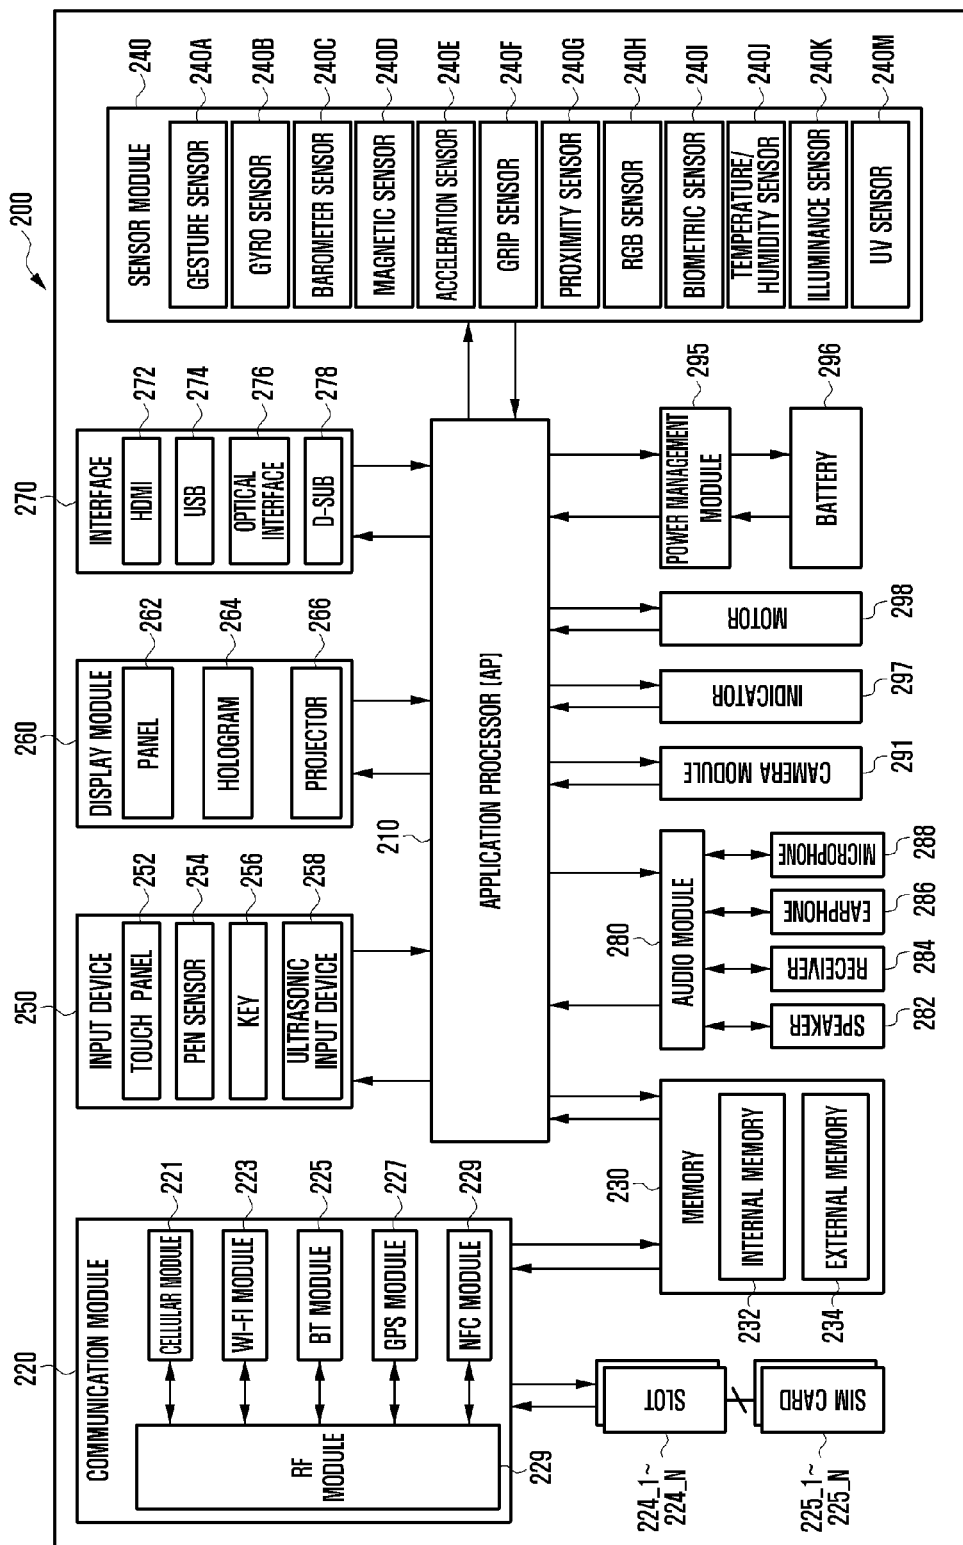 200
COMMUNICATION MODULE
220
RF
MODULE
229
CELLULAR MODULE
221
WI-FI MODULE
223
BT MODULE
225
GPS MODULE
227
NFC MODULE
229
INPUT DEVICE
250
TOUCH PANEL
252
PEN SENSOR
254
KEY
256
ULTRASONIC
INPUT DEVICE
258
DISPLAY MODULE
260
PANEL
262
HOLOGRAM
264
PROJECTOR
266
INTERFACE
270
HDMI
272
USB
274
OPTICAL
INTERFACE
276
D-SUB
278
SENSOR MODULE
240
GESTURE SENSOR
240A
GYRO SENSOR
240B
BAROMETER SENSOR
240C
MAGNETIC SENSOR
240D
ACCELERATION SENSOR
240E
GRIP SENSOR
240F
PROXIMITY SENSOR
240G
RGB SENSOR
240H
BIOMETRIC SENSOR
240I
TEMPERATURE/
HUMIDITY SENSOR
240J
ILLUMINANCE SENSOR
240K
UV SENSOR
240M
210
APPLICATION PROCESSOR [AP]
SLOT
224_1~
224_N
SIM CARD
225_1~
225_N
230
MEMORY
INTERNAL MEMORY
232
EXTERNAL MEMORY
234
280
AUDIO MODULE
SPEAKER
282
RECEIVER
284
EARPHONE
286
MICROPHONE
288
CAMERA MODULE
291
INDICATOR
297
MOTOR
298
POWER MANAGEMENT
MODULE
295
BATTERY
296